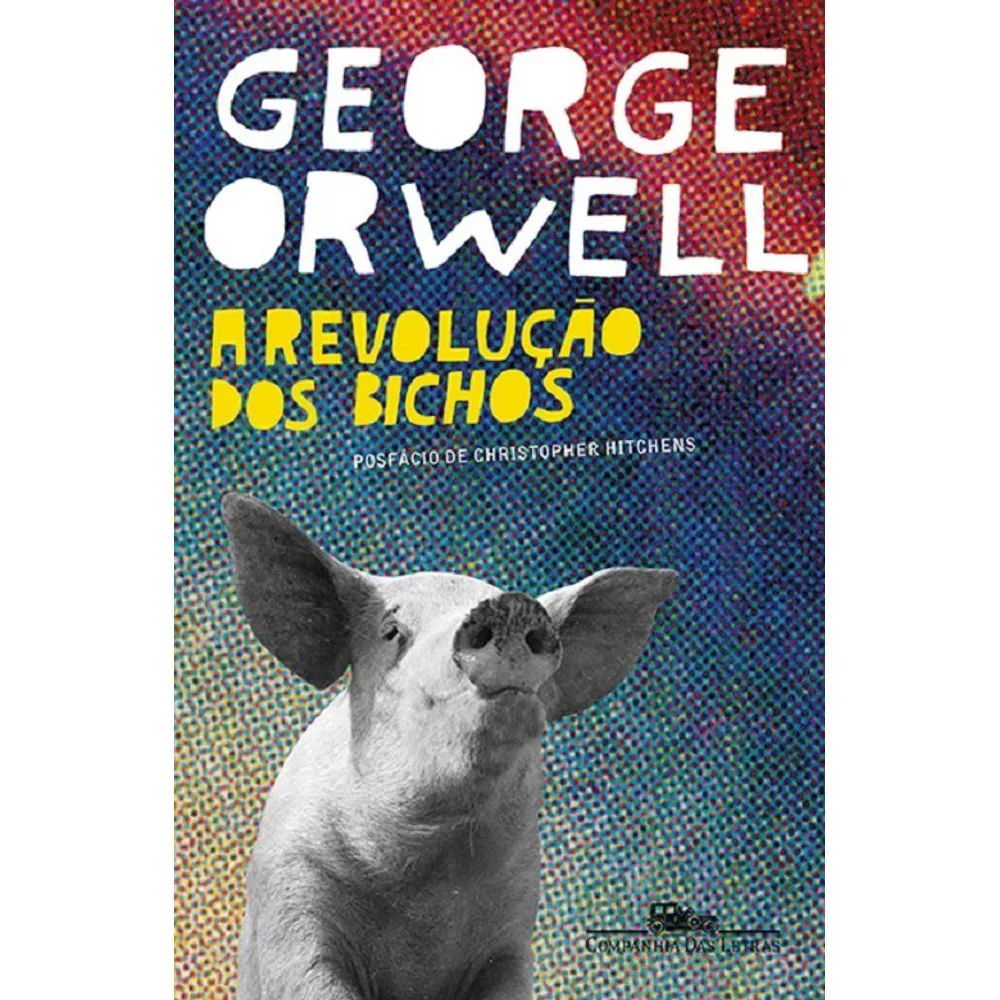 GEORGE
ORWELL
A REVOLUÇÃO
DOS BICHOS
POSFÁCIO DE CHRISTOPHER HITCHENS
COMPANHIA DAS LETRAS